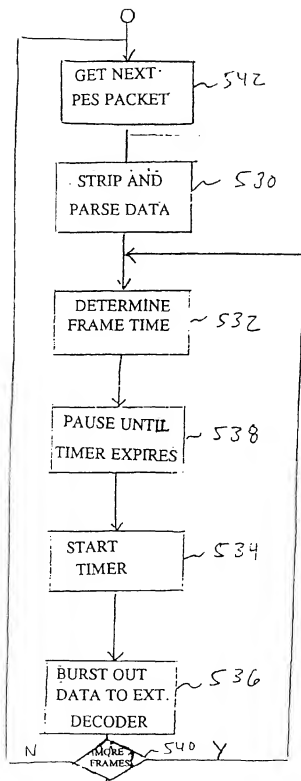 GET NEXT
PES PACKET
542
STRIP AND
PARSE DATA
530
DETERMINE
FRAME TIME
532
PAUSE UNTIL
TIMER EXPIRES
538
START
TIMER
534
BURST OUT
DATA TO EXT.
DECODER
536
N
MORE
FRAMES
540
Y